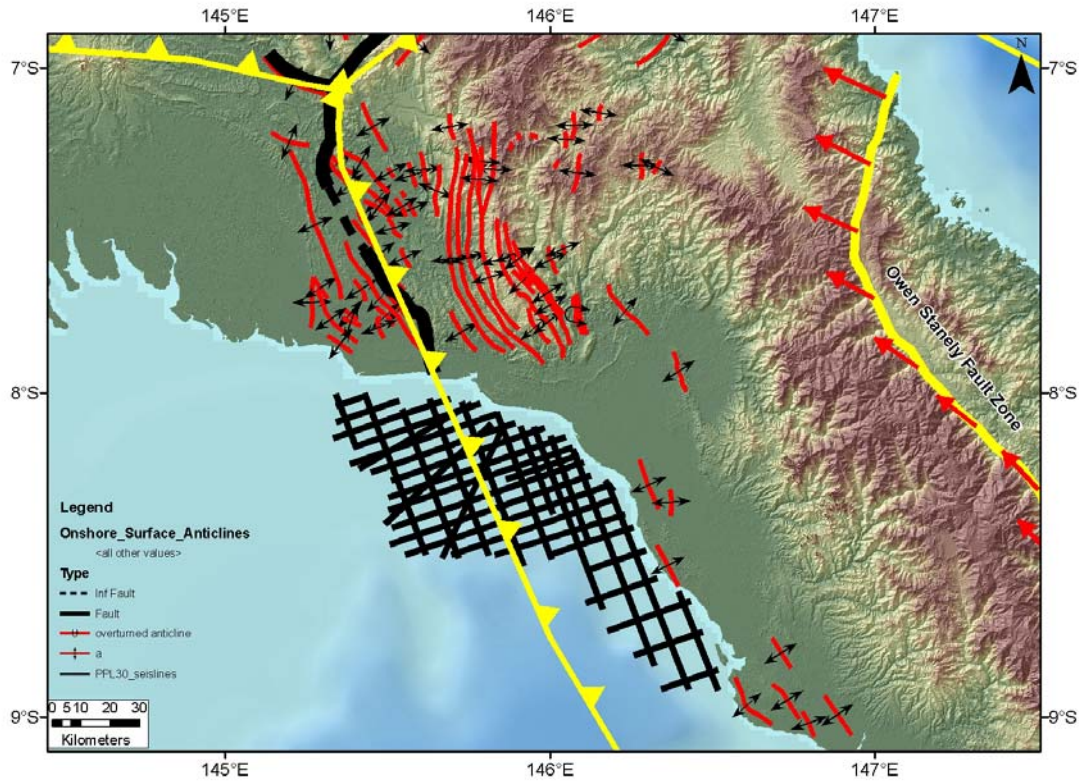 145°E 146°E 147°E
N
7°S 7°S
Owen Stanely Fault Zone
8°S 8°S
Legend
Onshore_Surface_Anticlines
<all other values>
Type
Inf Fault
Fault
overturned anticline
a
PPL30_seislines
9°S 9°S
0 5 10 20 30
Kilometers
145°E 146°E 147°E